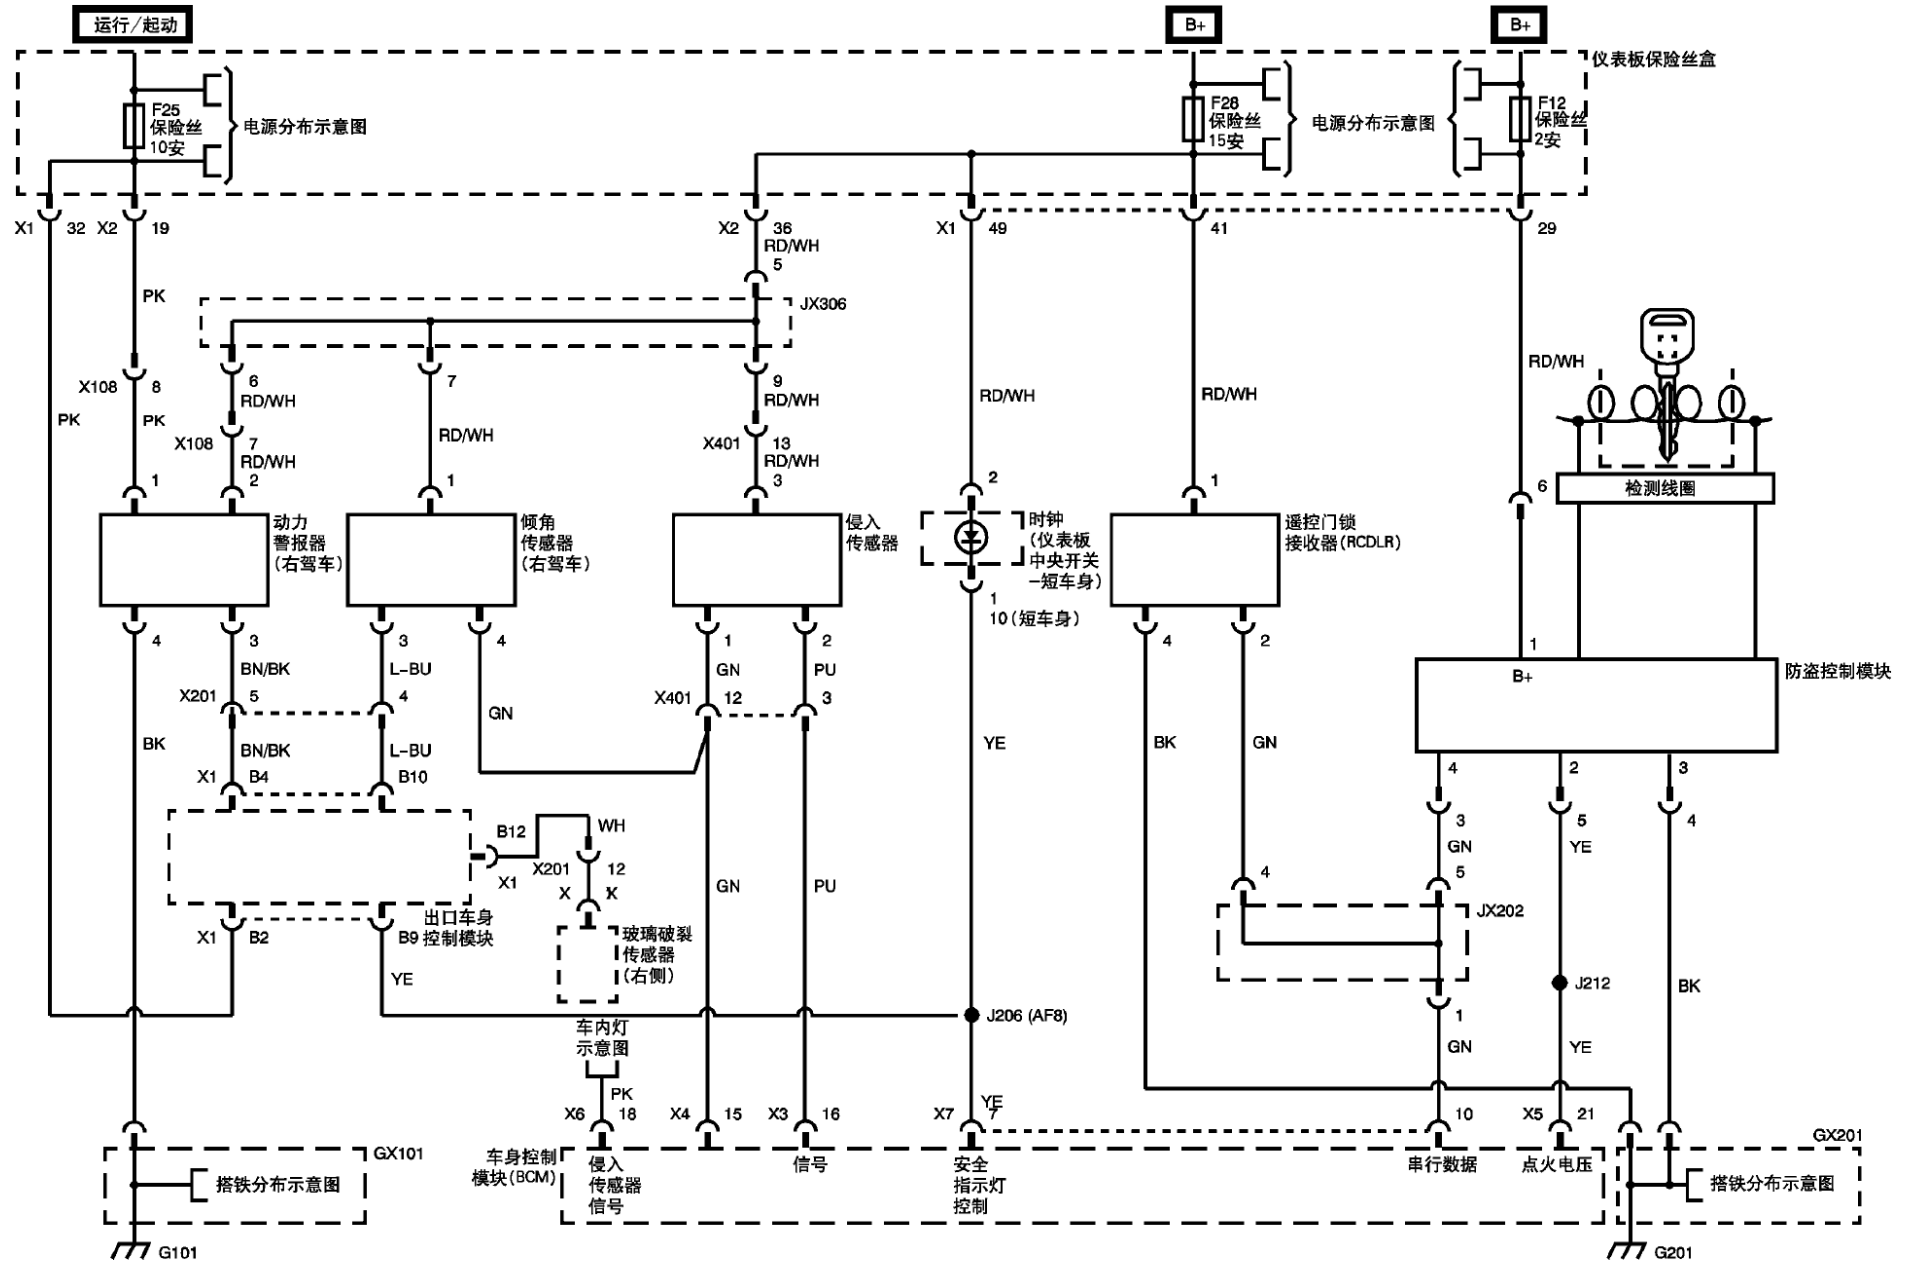 运行/起动
B+
B+
仪表板保险丝盒
F25
保险丝
10安
电源分布示意图
F28
保险丝
15安
电源分布示意图
F12
保险丝
2安
X1
32
X2
19
X2
36
X1
49
41
29
RD/WH
5
JX306
PK
X108
8
6
7
9
RD/WH
RD/WH
RD/WH
RD/WH
RD/WH
PK
PK
X108
7
RD/WH
RD/WH
X401
13
RD/WH
1
2
1
3
2
1
6
检测线圈
动力
警报器
(右驾车)
倾角
传感器
(右驾车)
侵入
传感器
时钟
(仪表板
中央开关
-短车身)
遥控门锁
接收器(RCDLR)
1
10(短车身)
4
3
3
4
1
2
4
2
1
B+
防盗控制模块
BN/BK
L-BU
GN
PU
X201
5
4
X401
12
3
GN
BK
BN/BK
L-BU
YE
BK
GN
X1
B4
B10
4
2
3
3
5
4
GN
YE
B12
WH
X1
X201
12
X
X
GN
PU
4
5
JX202
出口车身
控制模块
X1
B2
B9
YE
玻璃破裂
传感器
(右侧)
J212
BK
J206 (AF8)
1
GN
YE
车内灯
示意图
PK
X6
18
X4
15
X3
16
X7
YE
7
10
X5
21
GX101
GX201
车身控制
模块(BCM)
侵入
传感器
信号
信号
安全
指示灯
控制
串行数据
点火电压
搭铁分布示意图
搭铁分布示意图
G101
G201